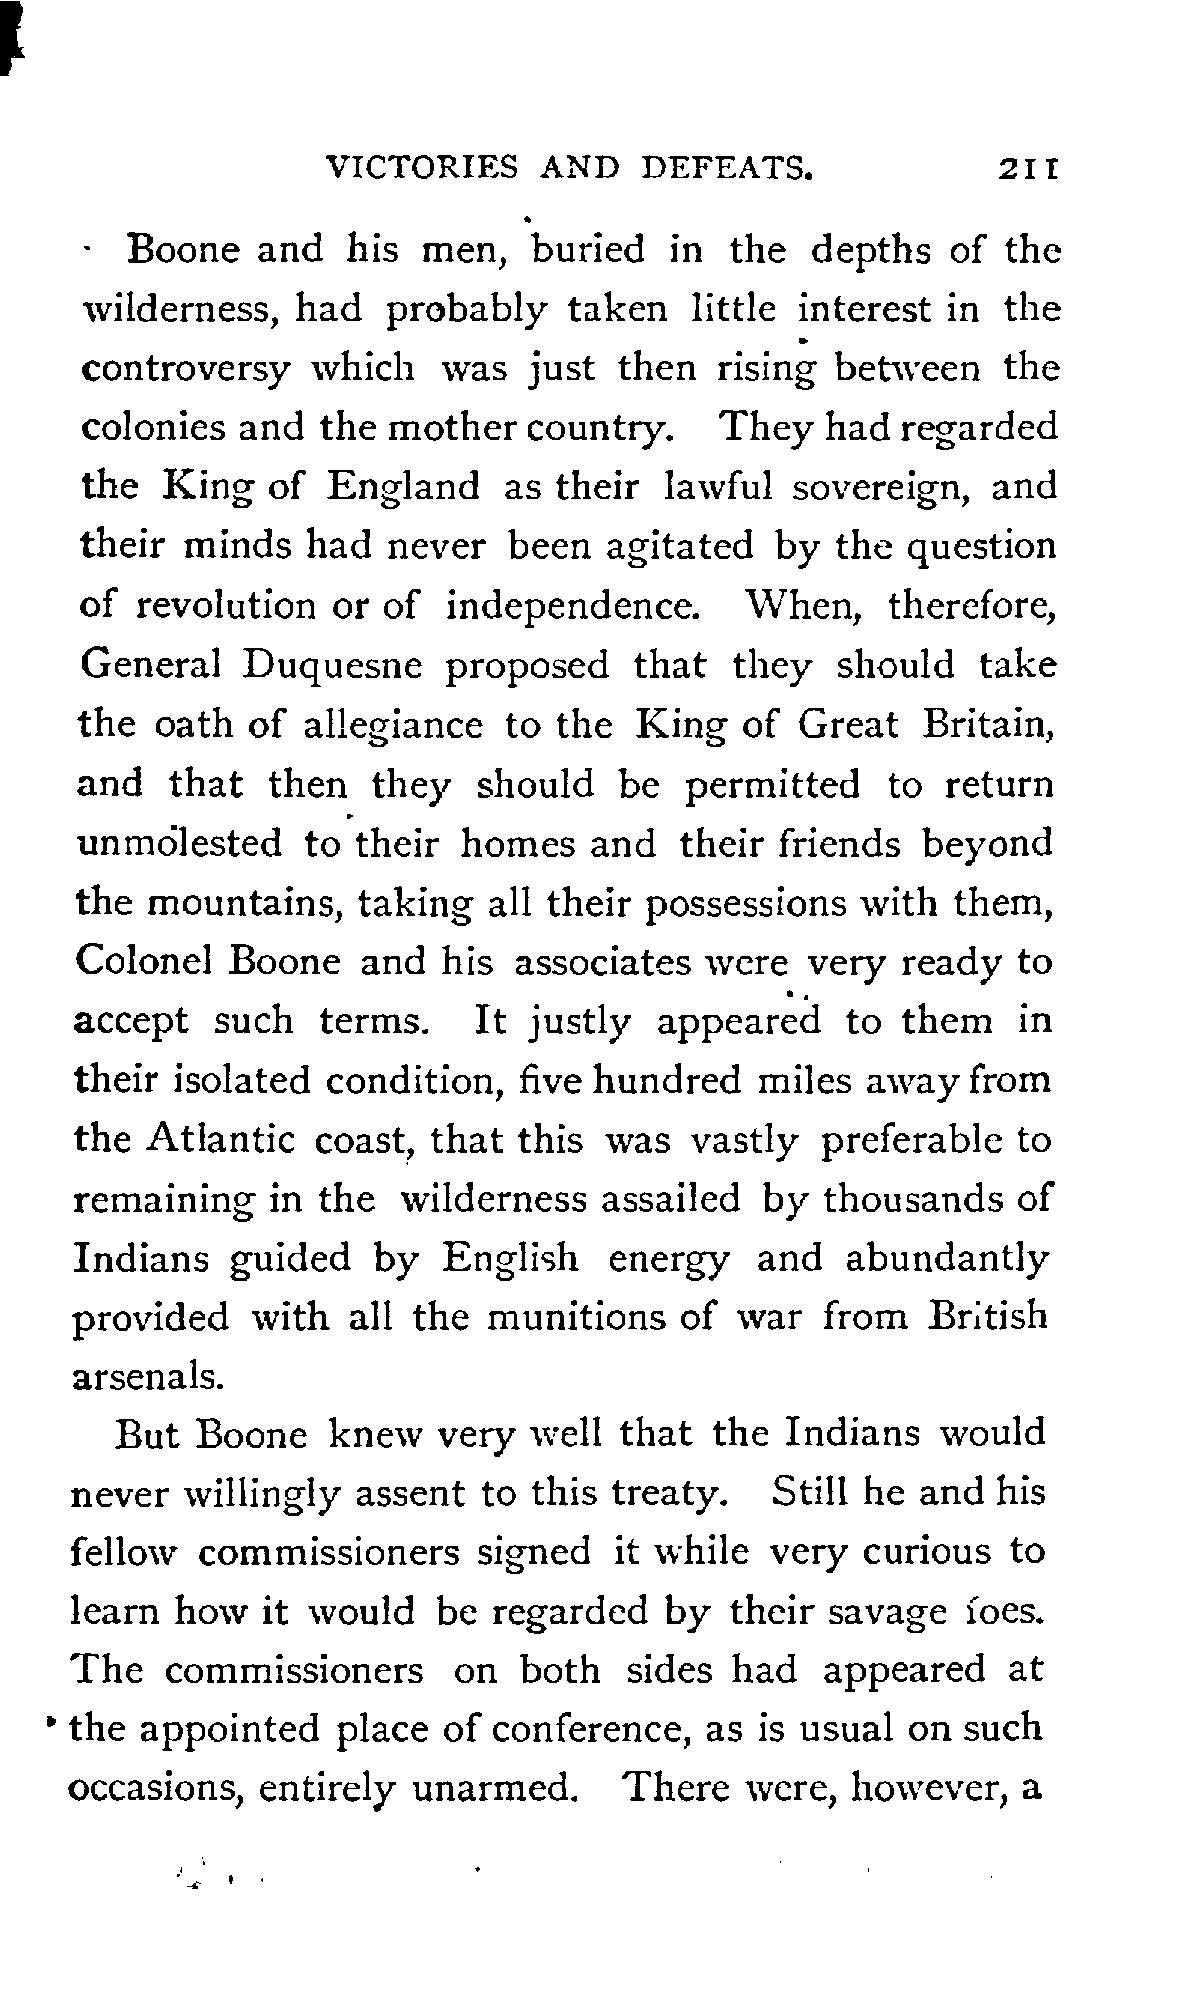 VICTORIES AND DEFEATS. 211
Boone and his men, buried in the depths of the
wilderness, had probably taken little interest in the
controversy which was just then rising between the
colonies and the mother country. They had regarded
the King of England as their lawful sovereign, and
their minds had never been agitated by the question
of revolution or of independence. When, therefore,
General Duquesne proposed that they should take
the oath of allegiance to the King of Great Britain,
and that then they should be permitted to return
unmolested to their homes and their friends beyond
the mountains, taking all their possessions with them,
Colonel Boone and his associates were very ready to
accept such terms. It justly appeared to them in
their isolated condition, five hundred miles away from
the Atlantic coast, that this was vastly preferable to
remaining in the wilderness assailed by thousands of
Indians guided by English energy and abundantly
provided with all the munitions of war from British
arsenals.
But Boone knew very well that the Indians would
never willingly assent to this treaty. Still he and his
fellow commissioners signed it while very curious to
learn how it would be regarded by their savage foes.
The commissioners on both sides had appeared at
the appointed place of conference, as is usual on such
occasions, entirely unarmed. There were, however, a